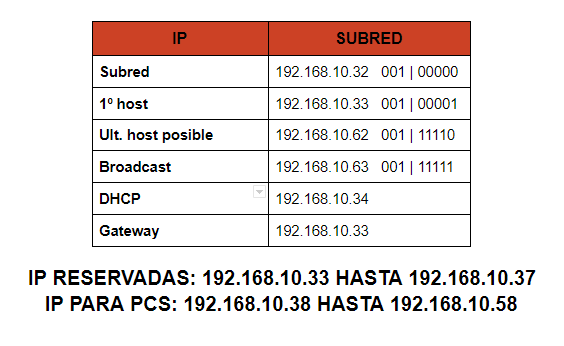 IP SUBRED
Subred 192.168.10.32 001 | 00000
1º host 192.168.10.33 001 | 00001
Ult. host posible 192.168.10.62 001 | 11110
Broadcast 192.168.10.63 001 | 11111
DHCP 192.168.10.34
Gateway 192.168.10.33
IP RESERVADAS: 192.168.10.33 HASTA 192.168.10.37
IP PARA PCS: 192.168.10.38 HASTA 192.168.10.58